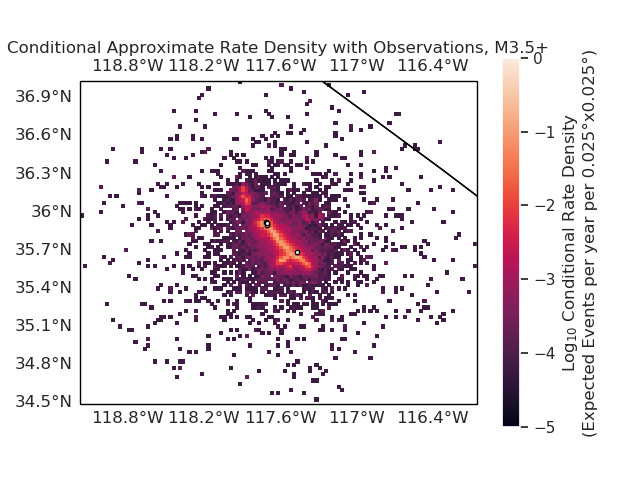 Conditional Approximate Rate Density with Observations, M3.5+
118.8°W 118.2°W 117.6°W 117°W 116.4°W
36.9°N
36.6°N
36.3°N
36°N
35.7°N
35.4°N
35.1°N
34.8°N
34.5°N
118.8°W 118.2°W 117.6°W 117°W 116.4°W
0
−1
−2
−3
−4
−5
Log₁₀ Conditional Rate Density
(Expected Events per year per 0.025°x0.025°)